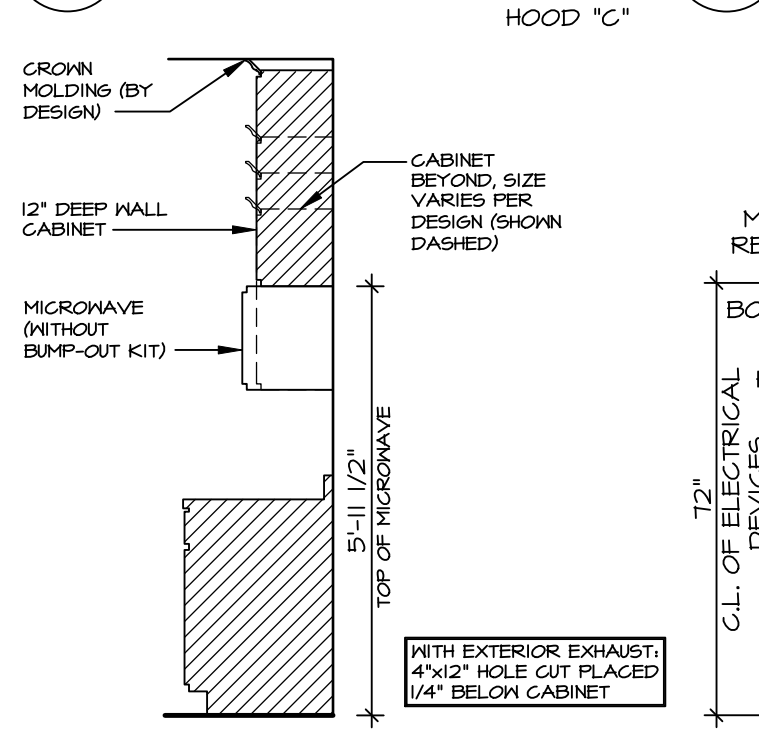 HOOD "C"
CROWN
MOLDING (BY
DESIGN)
CABINET
BEYOND, SIZE
VARIES PER
DESIGN (SHOWN
DASHED)
12" DEEP WALL
CABINET
MICROWAVE
(WITHOUT
BUMP-OUT KIT)
5'-11 1/2"
TOP OF MICROWAVE
WITH EXTERIOR EXHAUST:
4"x12" HOLE CUT PLACED
1/4" BELOW CABINET
72"
C.L. OF ELECTRICAL
DEVICES